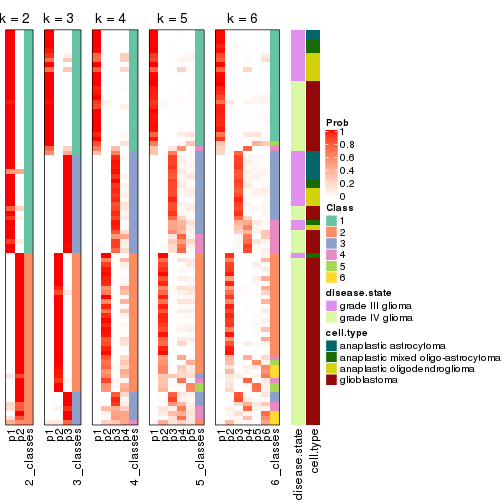 k = 2 k = 3 k = 4 k = 5 k = 6
Prob
1
0.8
0.6
0.4
0.2
0
Class
1
2
3
4
5
6
disease.state
grade III glioma
grade IV glioma
cell.type
anaplastic astrocytoma
anaplastic mixed oligo-astrocytoma
anaplastic oligodendroglioma
glioblastoma
p1 p2 2_classes p1 p2 p3 3_classes p1 p2 p3 p4 4_classes p1 p2 p3 p4 p5 5_classes p1 p2 p3 p4 p5 p6 6_classes disease.state cell.type